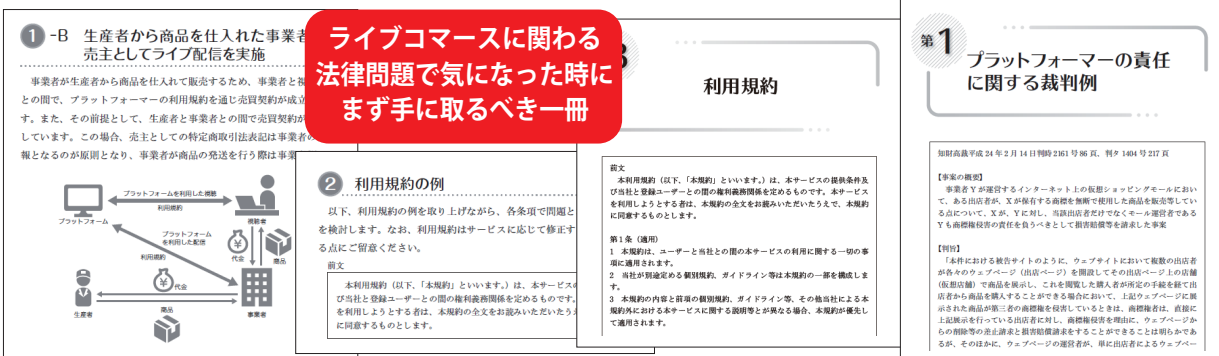 1 -B 生産者から商品を仕入れた事業者
売主としてライブ配信を実施
事業者が生産者から商品を仕入れて販売するため、事業者と視
との間で、プラットフォーマーの利用規約を通じ売買契約が成立
す。また、その前提として、生産者と事業者との間で売買契約が
しています。この場合、売主としての特定商取引法表記は事業者の
報となるのが原則となり、事業者が商品の発送を行う際は事業
プラットフォームを利用した視聴
利用規約
プラットフォーム
視聴者
プラットフォーム
を利用した配信
利用規約
代金
商品
代金
商品
生産者
事業者
ライブコマースに関わる
法律問題で気になった時に
まず手に取るべき一冊
2 利用規約の例
以下、利用規約の例を取り上げながら、各条項で問題と
を検討します。なお、利用規約はサービスに応じて修正す
る点にご留意ください。
前文
本利用規約（以下、「本規約」といいます。）は、本サービスの
び当社と登録ユーザーとの間の権利義務関係を定めるものです。
を利用しようとする者は、本規約の全文をお読みいただいたうえ
に同意するものとします。
利用規約
前文
本利用規約（以下、「本規約」といいます。）は、本サービスの提供条件及
び当社と登録ユーザーとの間の権利義務関係を定めるものです。本サービス
を利用しようとする者は、本規約の全文をお読みいただいたうえで、本規約
に同意するものとします。
第1条（適用）
1 本規約は、ユーザーと当社との間の本サービスの利用に関する一切の事
項に適用されます。
2 当社が別途定める個別規約、ガイドライン等は本規約の一部を構成しま
す。
3 本規約の内容と前項の個別規約、ガイドライン等、その他当社による本
規約外における本サービスに関する説明等とが異なる場合、本規約が優先し
て適用されます。
第1
プラットフォーマーの責任
に関する裁判例
知財高裁平成 24 年 2 月 14 日判時 2161 号 86 頁、判タ 1404 号 217 頁
【事案の概要】
事業者 Y が運営するインターネット上の仮想ショッピングモールにおい
て、ある出店者が、X が保有する商標を無断で使用した商品を販売してい
る点について、X が、Y に対し、当該出店者だけでなくモール運営者である
Y も商標権侵害の責任を負うべきとして損害賠償等を請求した事案
【判旨】
「本件における被告サイトのように、ウェブサイトにおいて複数の出店者
が各々のウェブページ（出店ページ）を開設してその出店ページ上の店舗
（仮想店舗）で商品を展示し、これを閲覧した購入者が所定の手続を経て出
店者から商品を購入することができる場合において、上記ウェブページに展
示された商品が第三者の商標権を侵害しているときは、商標権者は、直接に
上記展示を行っている出店者に対し、商標権侵害を理由に、ウェブページか
らの削除等の差止請求と損害賠償請求をすることができることは明らかであ
るが、そのほかに、ウェブページの運営者が、単に出店者によるウェブペー